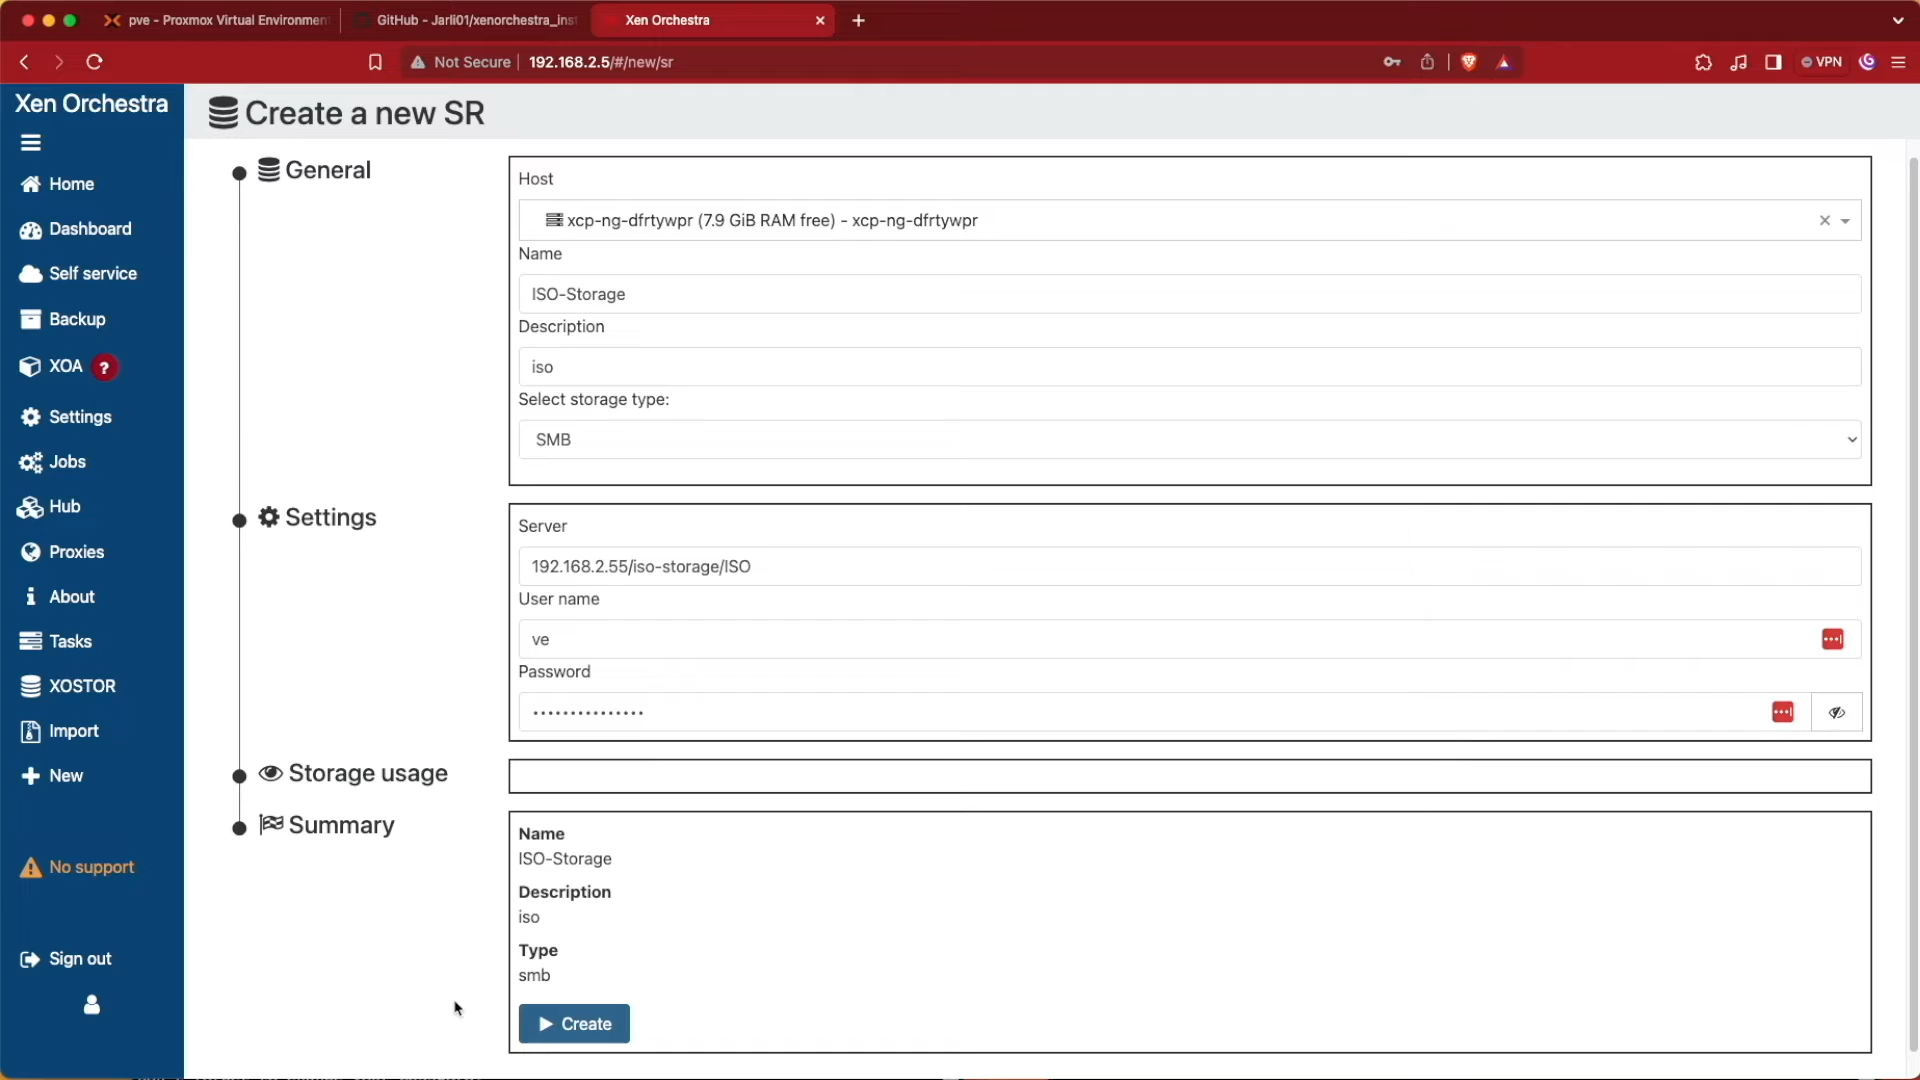 pve - Proxmox Virtual Environmen
GitHub - Jarli01/xenorchestra_inst
Xen Orchestra
Not Secure
192.168.2.5/#/new/sr
VPN
Xen Orchestra
Home
Dashboard
Self service
Backup
XOA ?
Settings
Jobs
Hub
Proxies
About
Tasks
XOSTOR
Import
New
No support
Sign out
Create a new SR
General
Host
xcp-ng-dfrtywpr (7.9 GiB RAM free) - xcp-ng-dfrtywpr
Name
ISO-Storage
Description
iso
Select storage type:
SMB
Settings
Server
192.168.2.55/iso-storage/ISO
User name
ve
Password
Storage usage
Summary
Name
ISO-Storage
Description
iso
Type
smb
Create